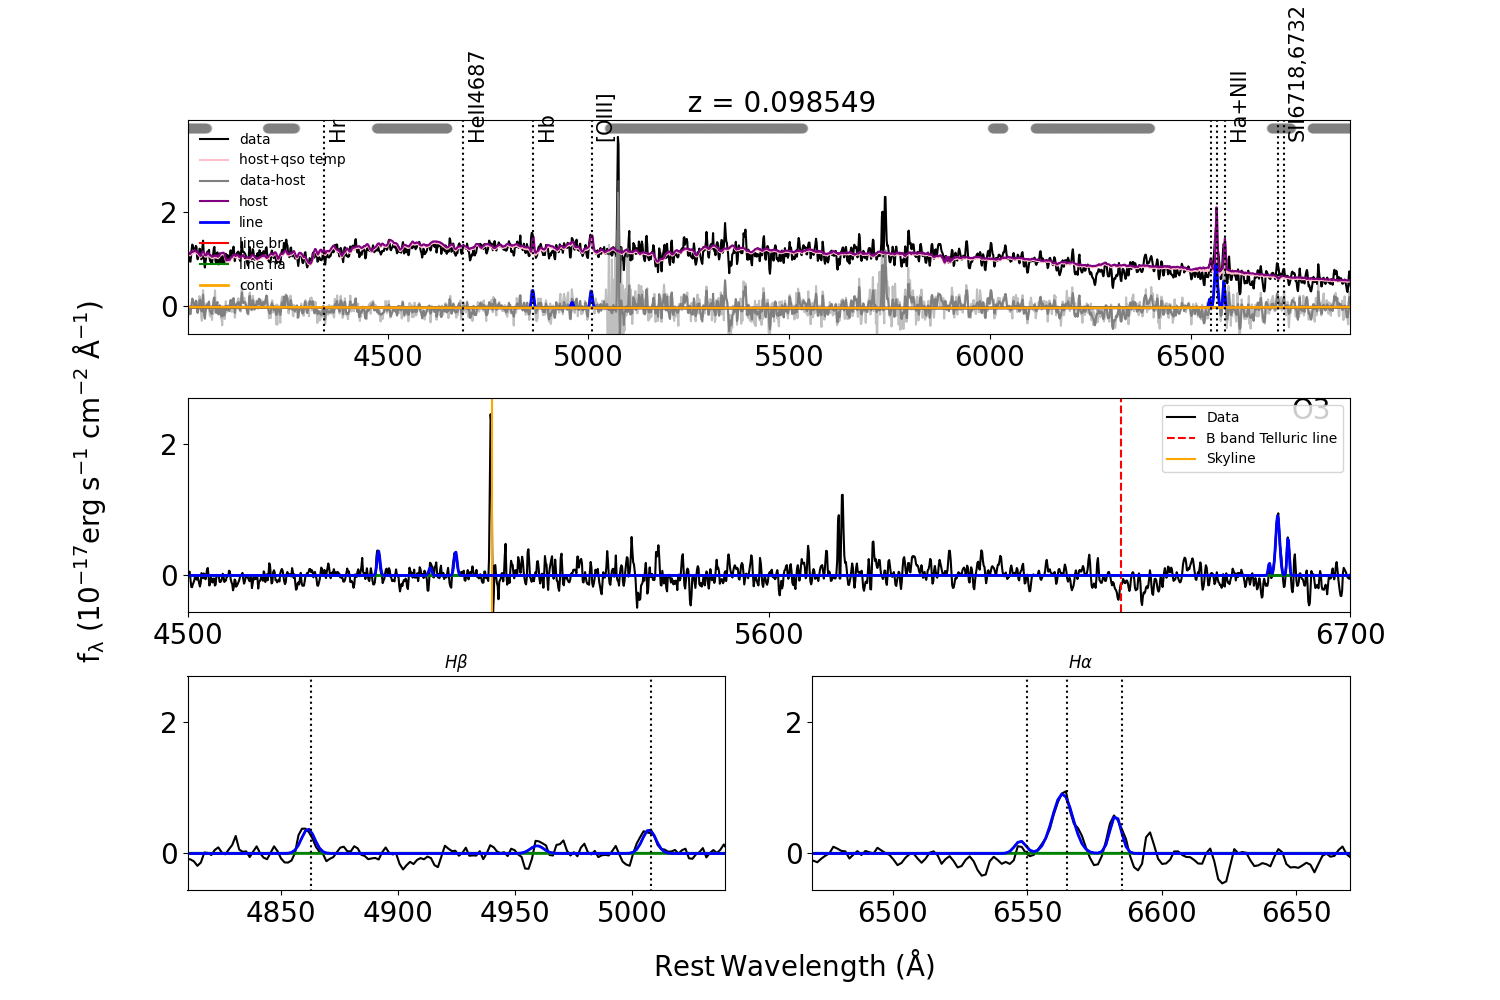 Hr
HeII4687
Hb
[OIII]
Ha+NII
SII6718,6732
z = 0.098549
data
host+qso temp
data-host
host
line
line br
line na
conti
2
0
4500
5000
5500
6000
6500
O3
Data
B band Telluric line
Skyline
2
0
4500
5600
6700
fλ (10⁻¹⁷erg s⁻¹ cm⁻² Å⁻¹)
Hβ
2
0
4850
4900
4950
5000
Hα
2
0
6500
6550
6600
6650
Rest Wavelength (Å)